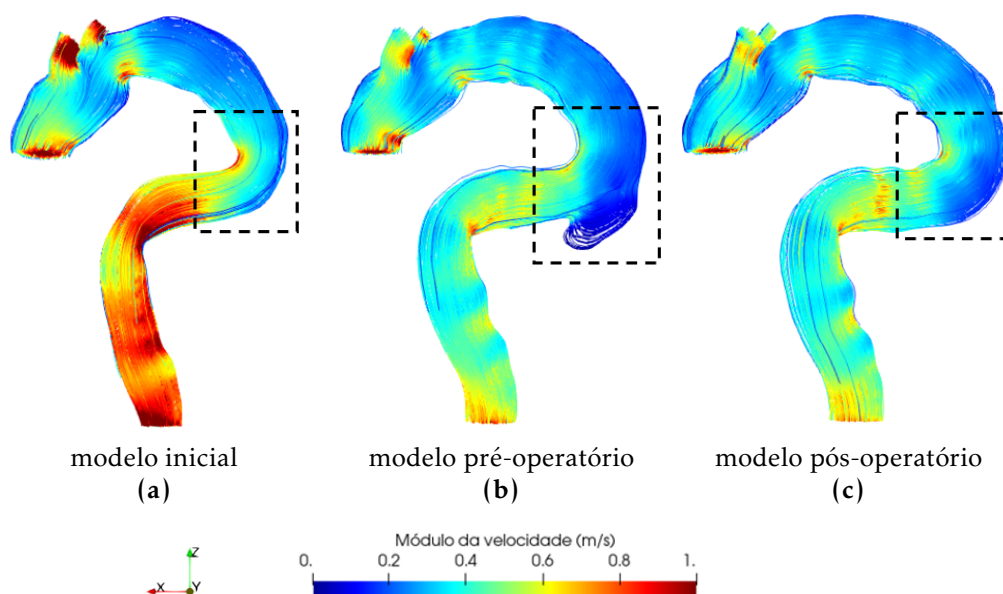 modelo inicial
(a)
modelo pré-operatório
(b)
modelo pós-operatório
(c)
Módulo da velocidade (m/s)
0. 0.2 0.4 0.6 0.8 1.
Z
X
Y